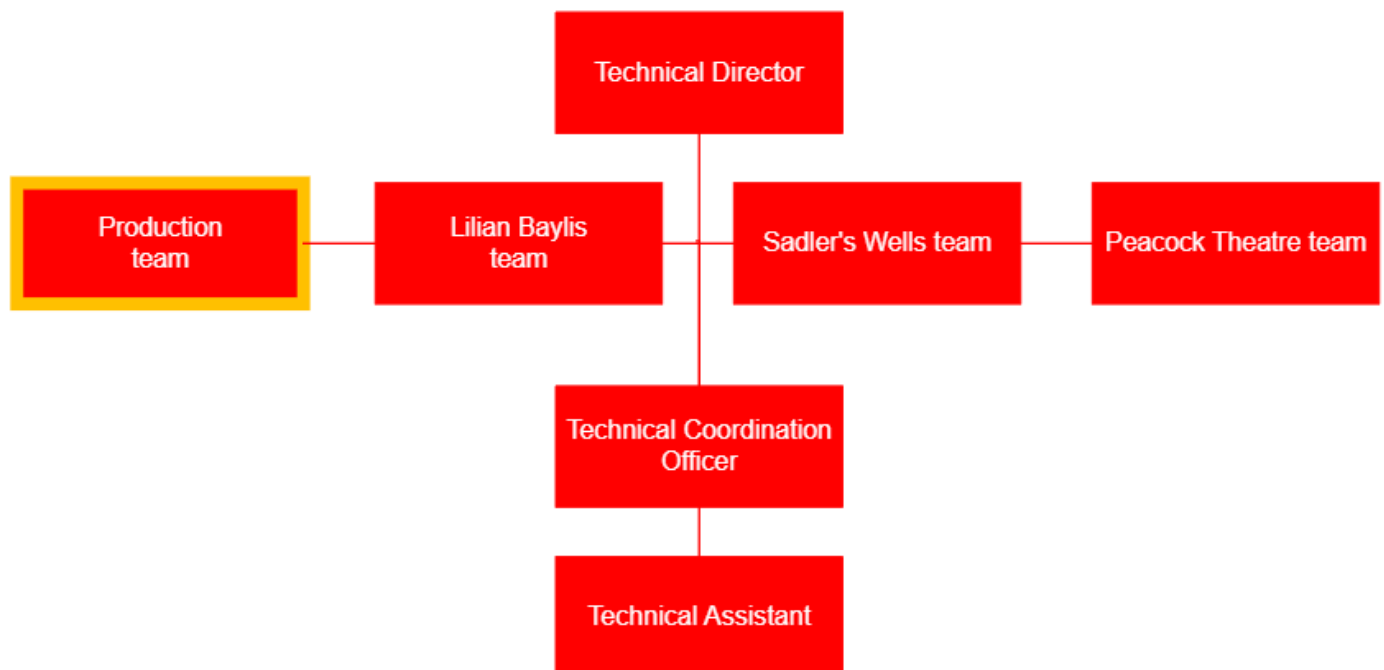 Technical Director
Production
team
Lilian Baylis
team
Sadler's Wells team
Peacock Theatre team
Technical Coordination
Officer
Technical Assistant